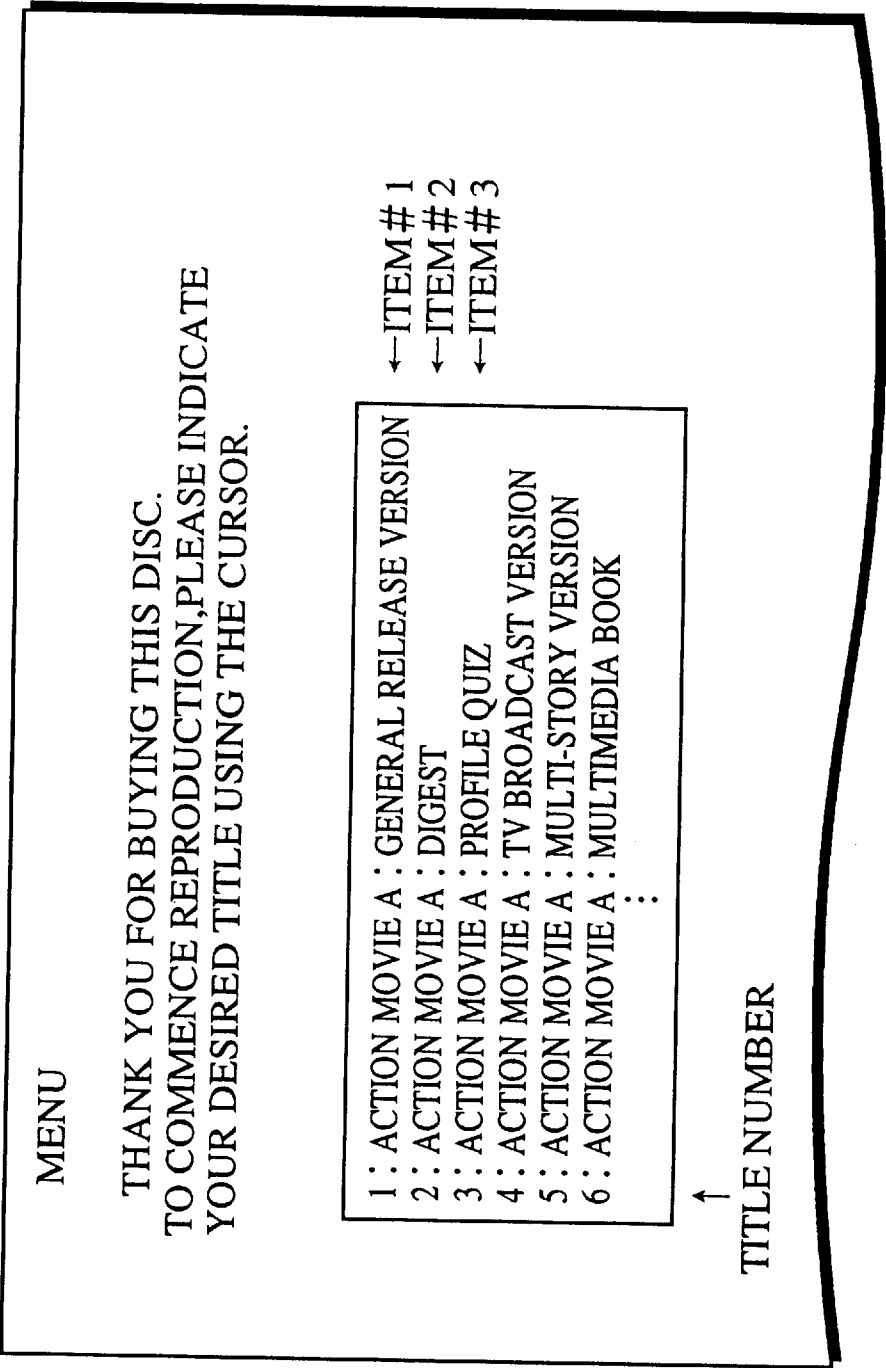 MENU
THANK YOU FOR BUYING THIS DISC.
TO COMMENCE REPRODUCTION,PLEASE INDICATE
YOUR DESIRED TITLE USING THE CURSOR.
1 : ACTION MOVIE A : GENERAL RELEASE VERSION ←ITEM#1
2 : ACTION MOVIE A : DIGEST ←ITEM#2
3 : ACTION MOVIE A : PROFILE QUIZ ←ITEM#3
4 : ACTION MOVIE A : TV BROADCAST VERSION
5 : ACTION MOVIE A : MULTI-STORY VERSION
6 : ACTION MOVIE A : MULTIMEDIA BOOK
:
↑
TITLE NUMBER